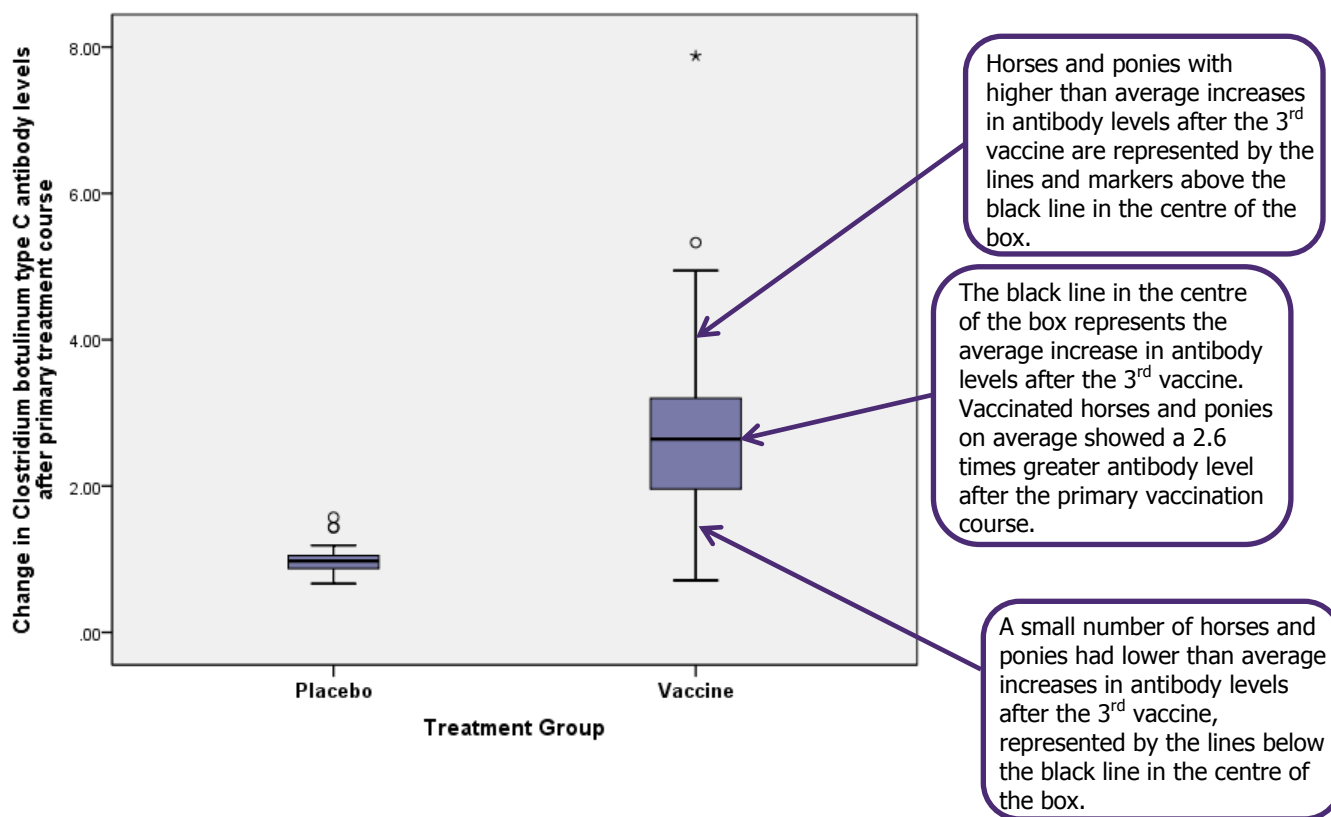 Change in Clostridium botulinum type C antibody levels
after primary treatment course
8.00
6.00
4.00
2.00
.00
Placebo
Vaccine
Treatment Group
Horses and ponies with
higher than average increases
in antibody levels after the 3rd
vaccine are represented by the
lines and markers above the
black line in the centre of the
box.
The black line in the centre
of the box represents the
average increase in antibody
levels after the 3rd vaccine.
Vaccinated horses and ponies
on average showed a 2.6
times greater antibody level
after the primary vaccination
course.
A small number of horses and
ponies had lower than average
increases in antibody levels
after the 3rd vaccine,
represented by the lines below
the black line in the centre of
the box.